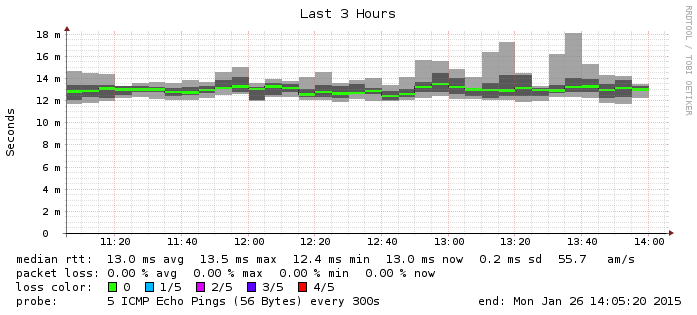 Last 3 Hours
RRDTOOL / TOBI OETIKER
Seconds
18 m
16 m
14 m
12 m
10 m
8 m
6 m
4 m
2 m
0
11:20 11:40 12:00 12:20 12:40 13:00 13:20 13:40 14:00
median rtt: 13.0 ms avg 13.5 ms max 12.4 ms min 13.0 ms now 0.2 ms sd 55.7 am/s
packet loss: 0.00 % avg 0.00 % max 0.00 % min 0.00 % now
loss color: 0 1/5 2/5 3/5 4/5
probe: 5 ICMP Echo Pings (56 Bytes) every 300s end: Mon Jan 26 14:05:20 2015